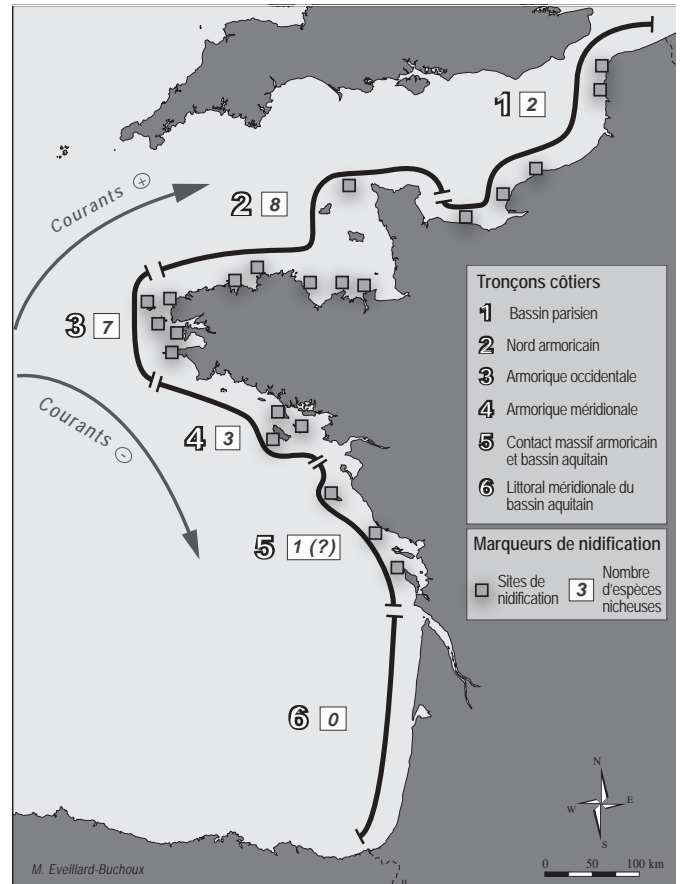 1 2
Courants +
2 8
3 7
Courants -
4 3
5 1 (?)
6 0
Tronçons côtiers
1 Bassin parisien
2 Nord armoricain
3 Armorique occidentale
4 Armorique méridionale
5 Contact massif armoricain
et bassin aquitain
6 Littoral méridionale du
bassin aquitain
Marqueurs de nidification
Sites de
nidification
3 Nombre
d'espèces
nicheuses
N
W E
S
0 50 100 km
M. Eveillard-Buchoux